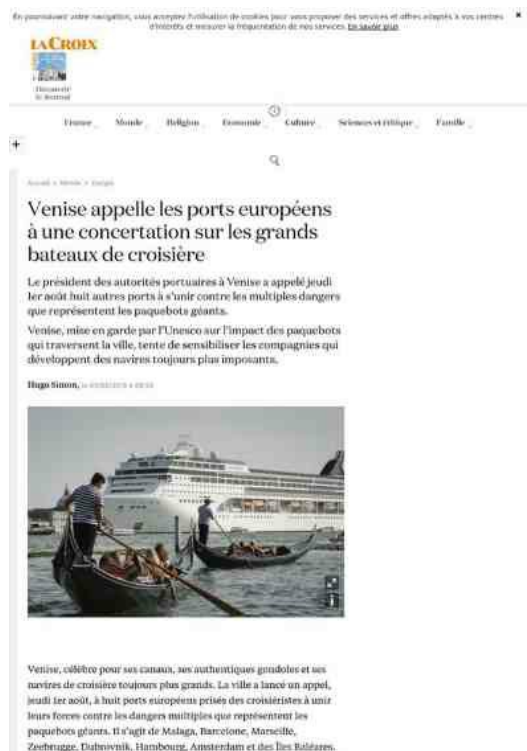 En poursuivant votre navigation, vous acceptez l'utilisation de cookies pour vous proposer des services et offres adaptés à vos centres
d'intérêts et mesurer la fréquentation de nos services. En savoir plus
LA CROIX
Découvrir
le Journal
France Monde Religion Économie Culture Sciences et éthique Famille
+
Accueil > Monde > Europe
Venise appelle les ports européens
à une concertation sur les grands
bateaux de croisière
Le président des autorités portuaires à Venise a appelé jeudi
1er août huit autres ports à s'unir contre les multiples dangers
que représentent les paquebots géants.
Venise, mise en garde par l'Unesco sur l'impact des paquebots
qui traversent la ville, tente de sensibiliser les compagnies qui
développent des navires toujours plus imposants.
Hugo Simon,
Venise, célèbre pour ses canaux, ses authentiques gondoles et ses
navires de croisière toujours plus grands. La ville a lancé un appel,
jeudi 1er août, à huit ports européens prisés des croisiéristes à unir
leurs forces contre les dangers multiples que représentent les
paquebots géants. Il s'agit de Malaga, Barcelone, Marseille,
Zeebrugge, Dubrovnik, Hambourg, Amsterdam et des Îles Baléares.